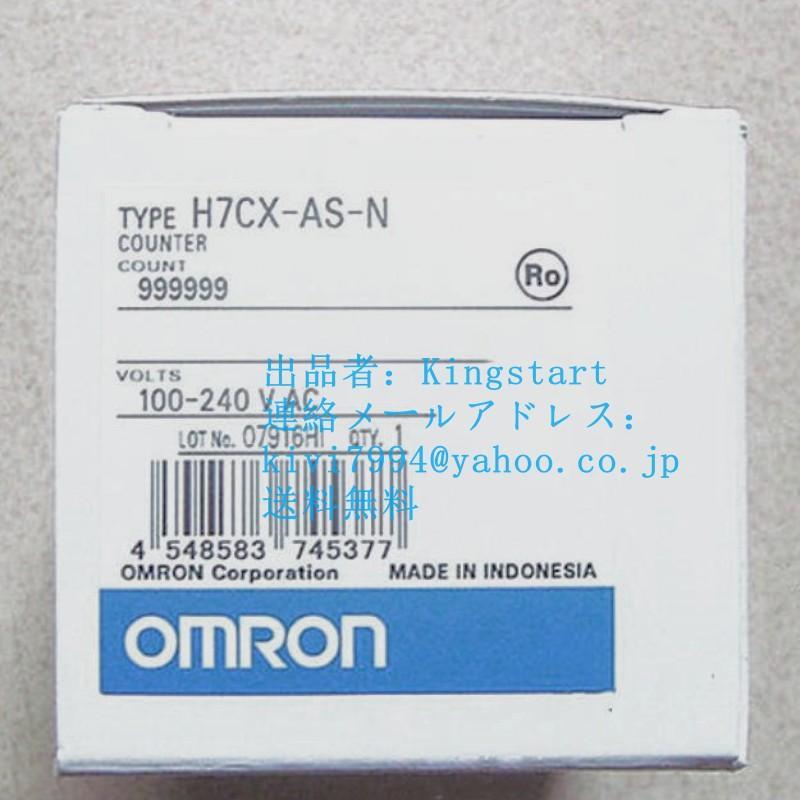 TYPE H7CX-AS-N
COUNTER
COUNT
999999
Ro
VOLTS
100-240 V AC
LOT No. 07916H1 QTY. 1
4 548583 745377
OMRON Corporation MADE IN INDONESIA
OMRON
出品者：Kingstart
連絡メールアドレス：
kivi7994@yahoo.co.jp
送料無料